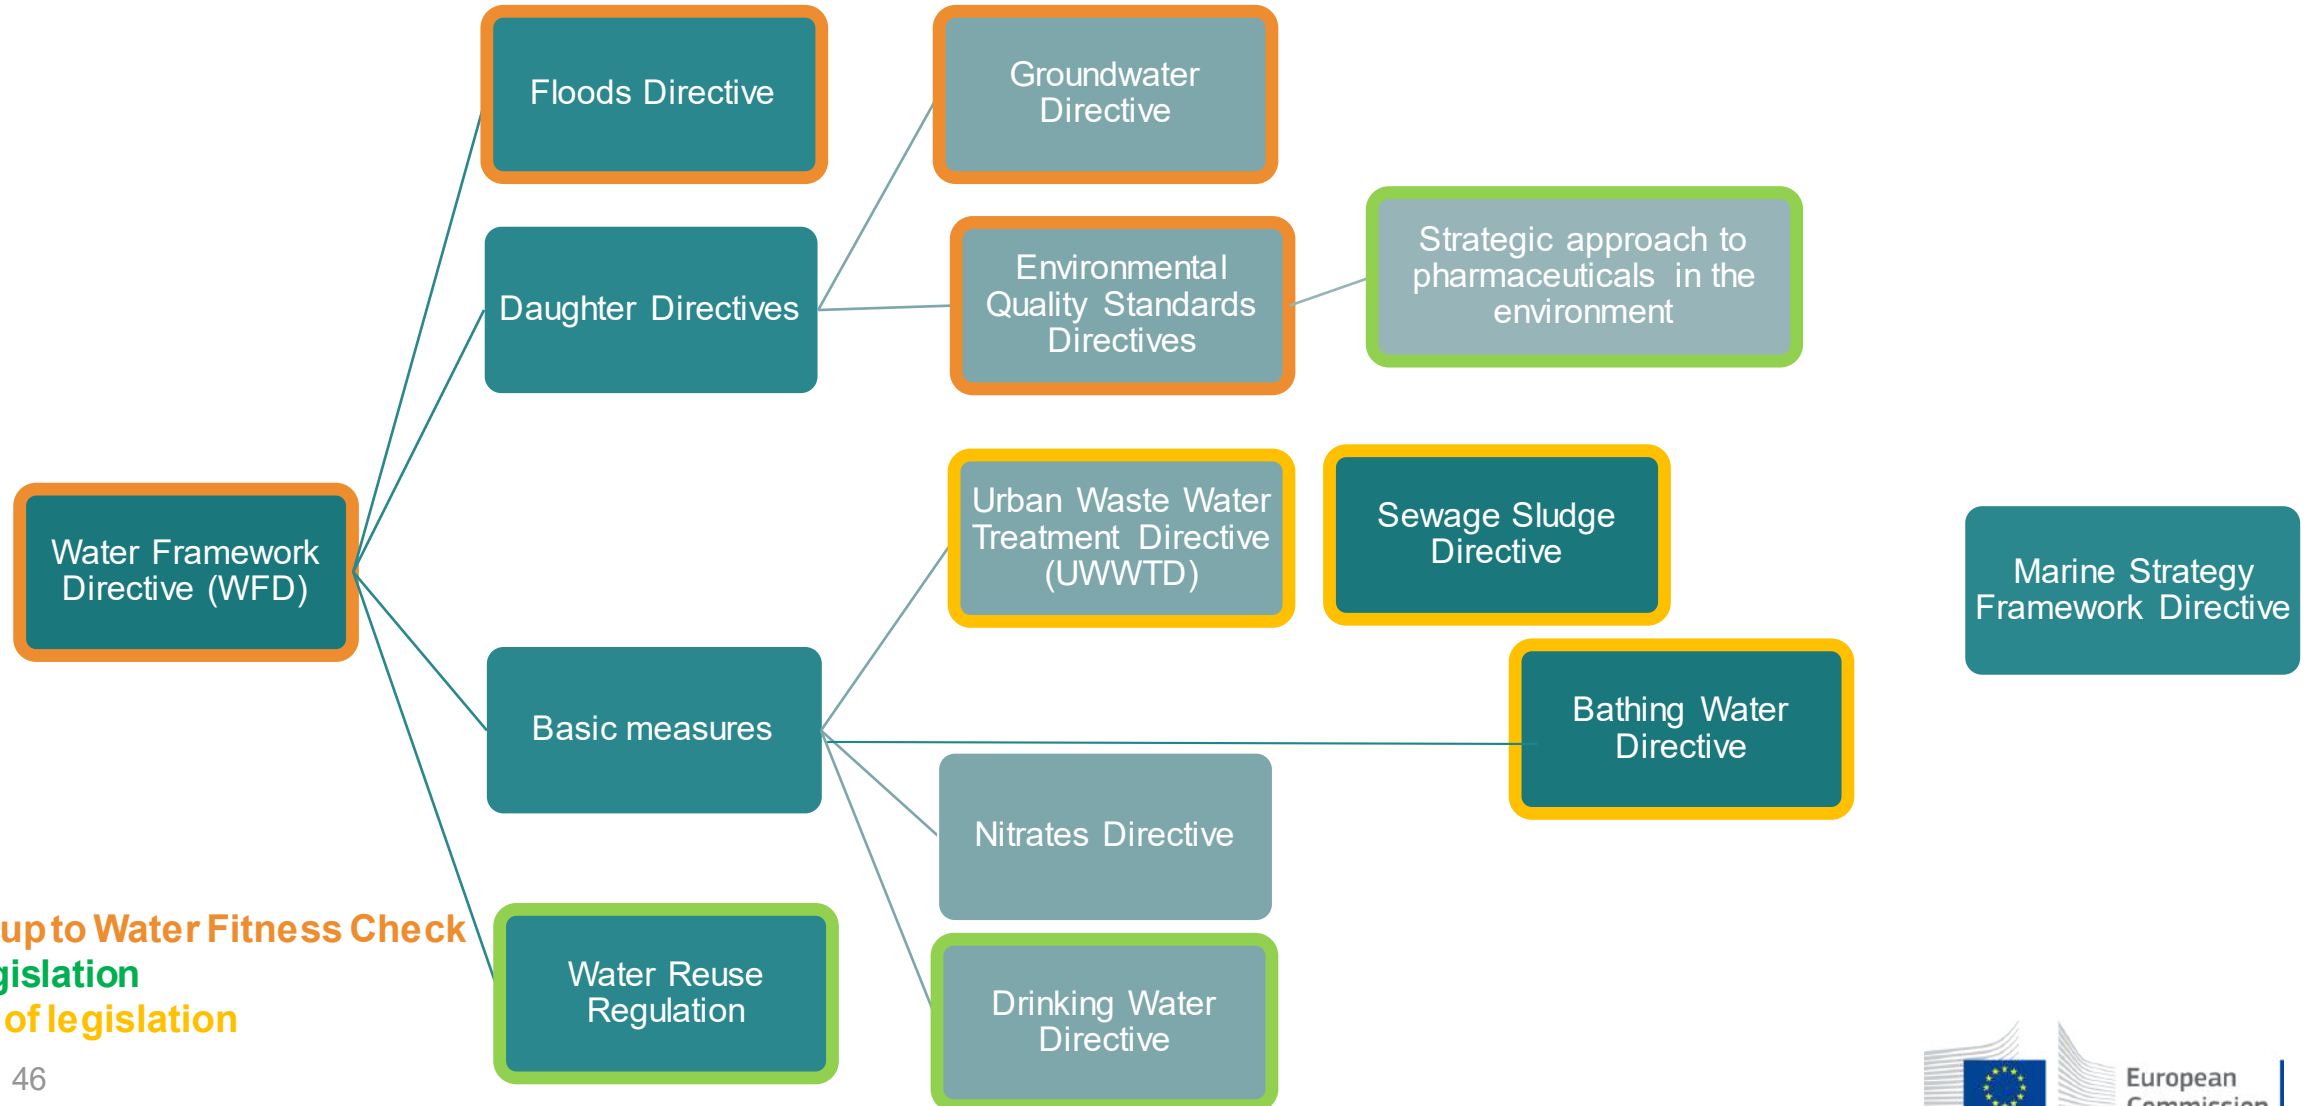 Floods Directive
Groundwater
Directive
Daughter Directives
Environmental
Quality Standards
Directives
Strategic approach to
pharmaceuticals in the
environment
Water Framework
Directive (WFD)
Urban Waste Water
Treatment Directive
(UWWTD)
Sewage Sludge
Directive
Marine Strategy
Framework Directive
Basic measures
Bathing Water
Directive
Nitrates Directive
Water Reuse
Regulation
Drinking Water
Directive
up to Water Fitness Check
gislation
of legislation
46
European
Commission